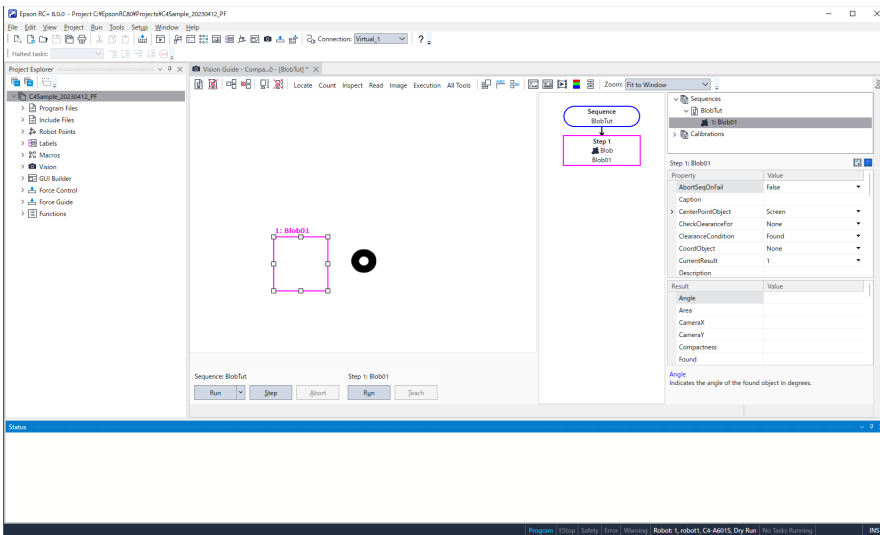 Epson RC+ 8.0.0 - Project C:¥EpsonRC80¥Projects¥C4Sample_20230412_PF
File Edit View Project Run Tools Setup Window Help
Connection: Virtual_1
Halted tasks:
Project Explorer
C4Sample_20230412_PF
Program Files
Include Files
Robot Points
Labels
Macros
Vision
GUI Builder
Force Control
Force Guide
Functions
Vision Guide - Compa...0 - [BlobTut] *
Locate Count Inspect Read Image Execution All Tools
Zoom: Fit to Window
1: Blob01
Sequence: BlobTut
Run Step Abort
Step 1: Blob01
Run Teach
Sequence
BlobTut
Step 1
Blob
Blob01
Sequences
BlobTut
1: Blob01
Calibrations
Step 1: Blob01
Property Value
AbortSeqOnFail False
Caption
CenterPointObject Screen
CheckClearanceFor None
ClearanceCondition Found
CoordObject None
CurrentResult 1
Description
Result Value
Angle
Area
CameraX
CameraY
Compactness
Found
Angle
Indicates the angle of the found object in degrees.
Status
Program EStop Safety Error Warning Robot: 1, robot1, C4-A601S, Dry Run No Tasks Running INS